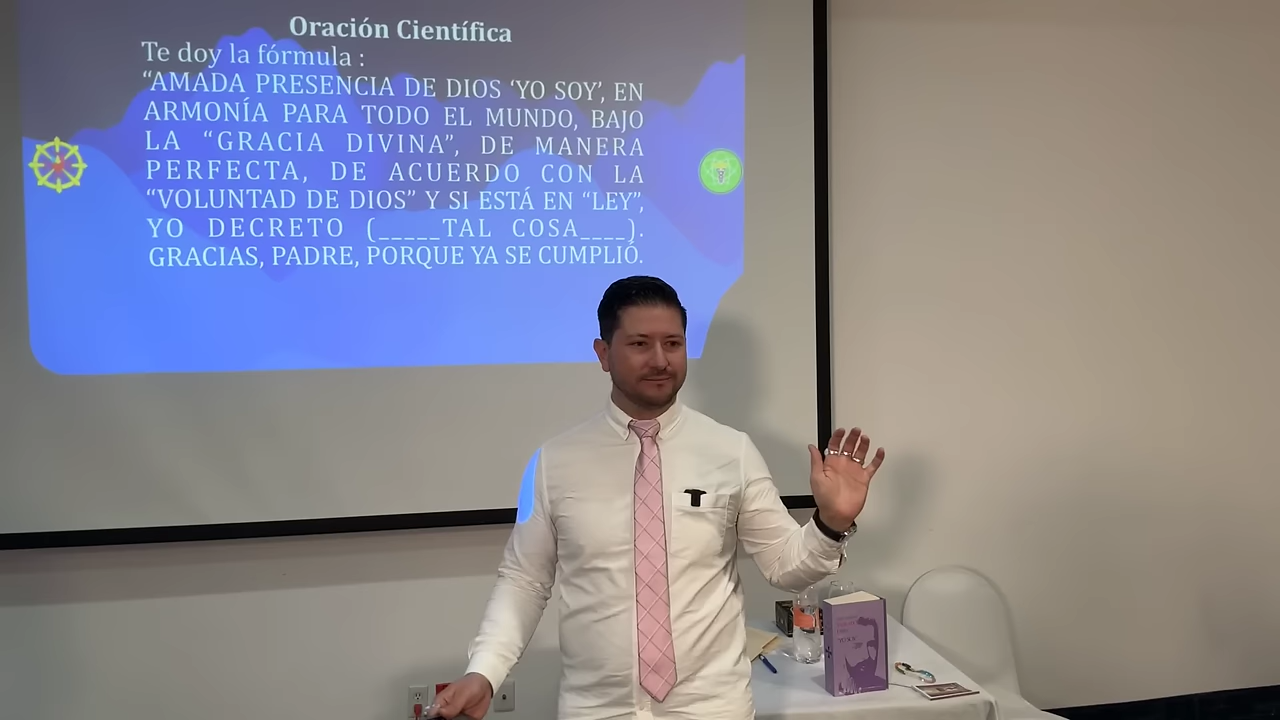 Oración Científica
Te doy la fórmula :
“AMADA PRESENCIA DE DIOS ‘YO SOY’, EN
ARMONÍA PARA TODO EL MUNDO, BAJO
LA “GRACIA DIVINA”, DE MANERA
PERFECTA, DE ACUERDO CON LA
“VOLUNTAD DE DIOS” Y SI ESTÁ EN “LEY”,
YO DECRETO (_____TAL COSA____).
GRACIAS, PADRE, PORQUE YA SE CUMPLIÓ.
"YO SOY"